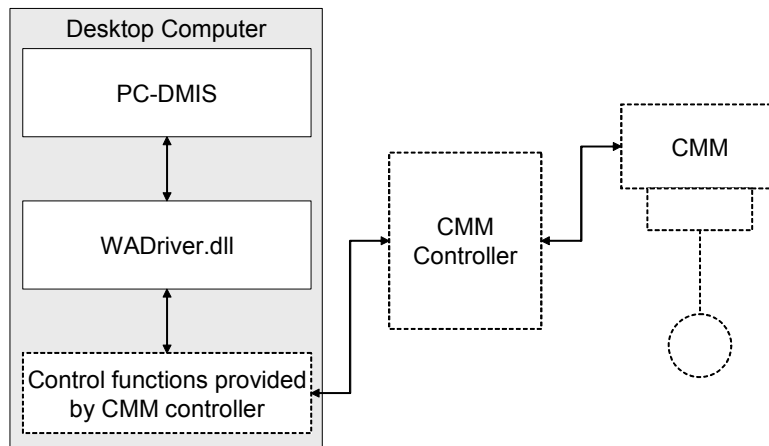 Desktop Computer
PC-DMIS
WADriver.dll
Control functions provided
by CMM controller
CMM
Controller
CMM